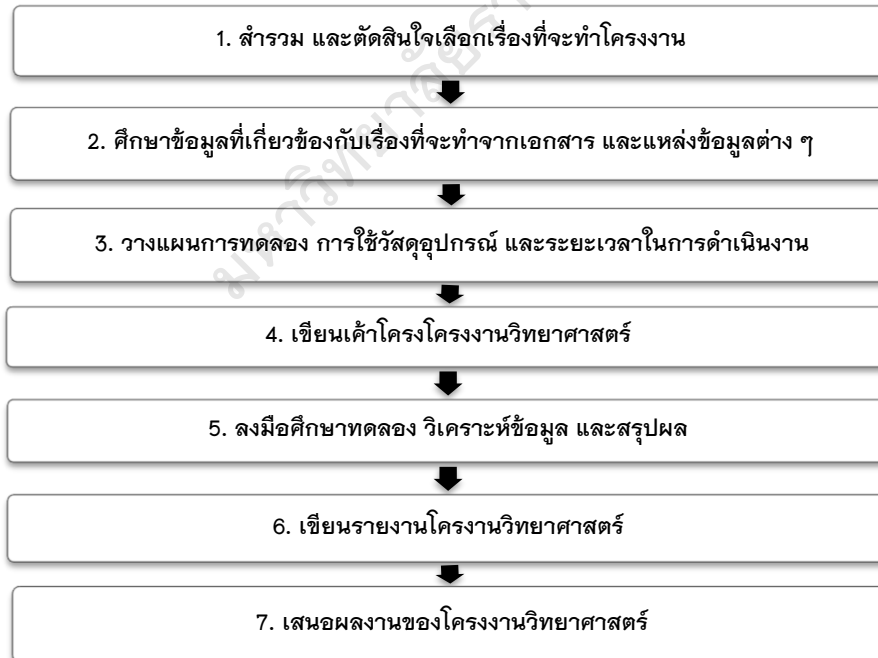 1. สำรวม และตัดสินใจเลือกเรื่องที่จะทำโครงงาน
2. ศึกษาข้อมูลที่เกี่ยวข้องกับเรื่องที่จะทำจากเอกสาร และแหล่งข้อมูลต่าง ๆ
3. วางแผนการทดลอง การใช้วัสดุอุปกรณ์ และระยะเวลาในการดำเนินงาน
4. เขียนเค้าโครงโครงงานวิทยาศาสตร์
5. ลงมือศึกษาทดลอง วิเคราะห์ข้อมูล และสรุปผล
6. เขียนรายงานโครงานวิทยาศาสตร์
7. เสนอผลงานของโครงงานวิทยาศาสตร์